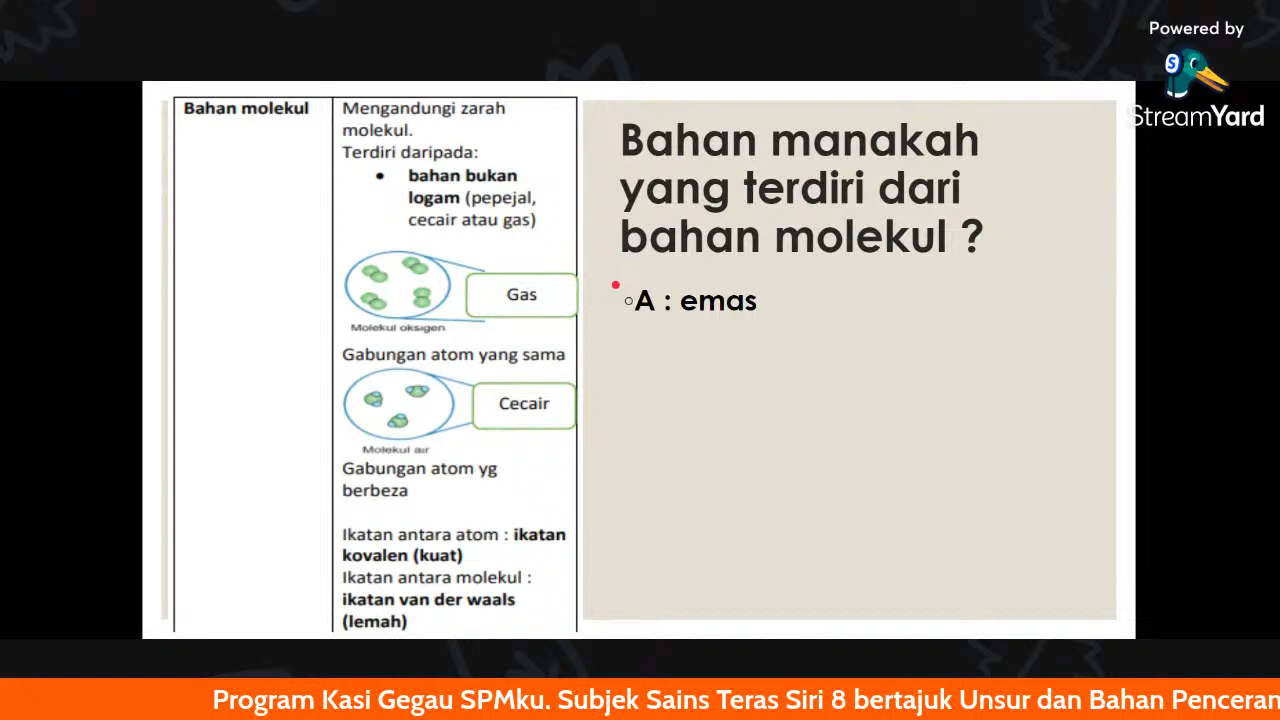 Powered by
StreamYard
Bahan molekul
Mengandungi zarah
molekul.
Terdiri daripada:
• bahan bukan
logam (pepejal,
cecair atau gas)
Gas
Molekul oksigen
Gabungan atom yang sama
Cecair
Molekul air
Gabungan atom yg
berbeza
Ikatan antara atom : ikatan
kovalen (kuat)
Ikatan antara molekul :
ikatan van der waals
(lemah)
Bahan manakah
yang terdiri dari
bahan molekul ?
◦A : emas
Program Kasi Gegau SPMku. Subjek Sains Teras Siri 8 bertajuk Unsur dan Bahan Penceran